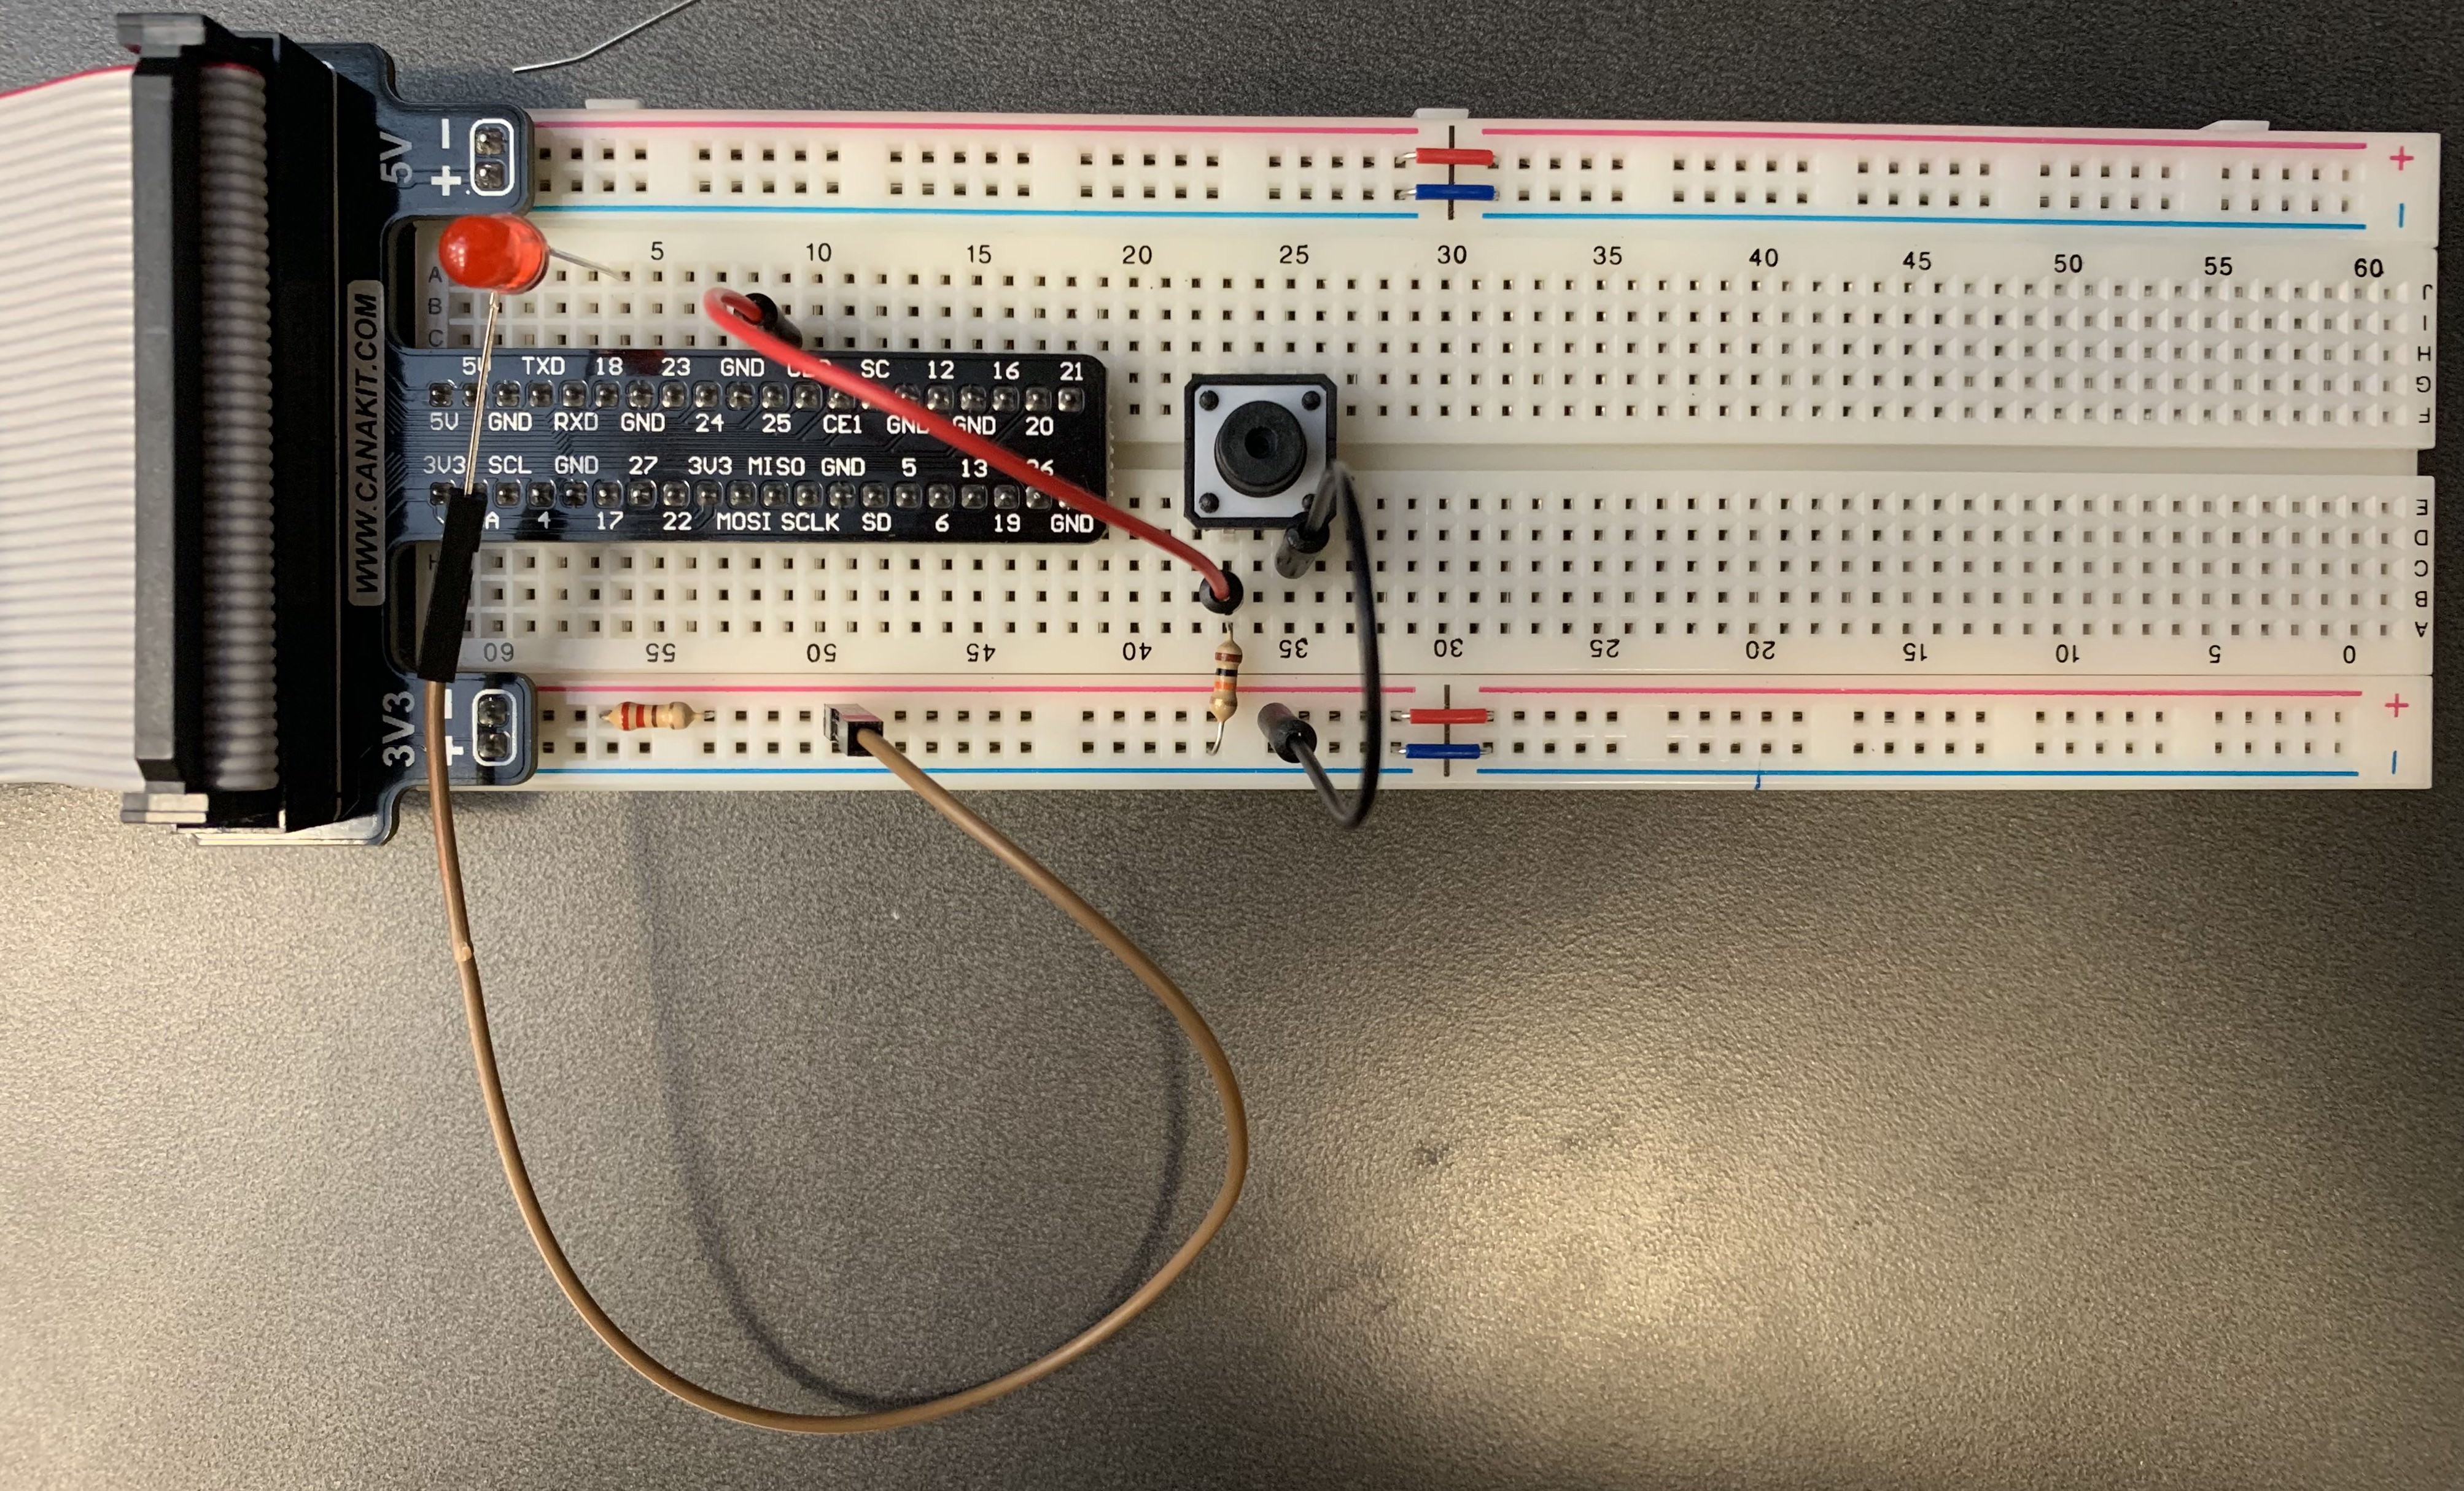 5V
−
+
+
−
5 10 15 20 25 30 35 40 45 50 55 60
A
B
C
J
I
H
G
F
WWW.CANAKIT.COM
TXD 18 23 GND SC 12 16 21
5V GND RXD GND 24 25 CE1 GND GND 20
3V3 SCL GND 27 3V3 MISO GND 5 13
4 17 22 MOSI SCLK SD 6 19 GND
H
E
D
C
B
A
60 55 50 45 40 35 30 25 20 15 10 5 0
3V3
−
+
+
−